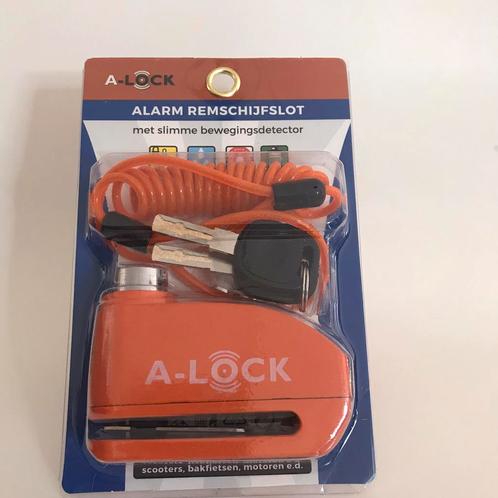 A-LOCK
ALARM REMSCHIJFSLOT
met slimme bewegingsdetector
A-LOCK
scooters, bakfietsen, motoren e.d.